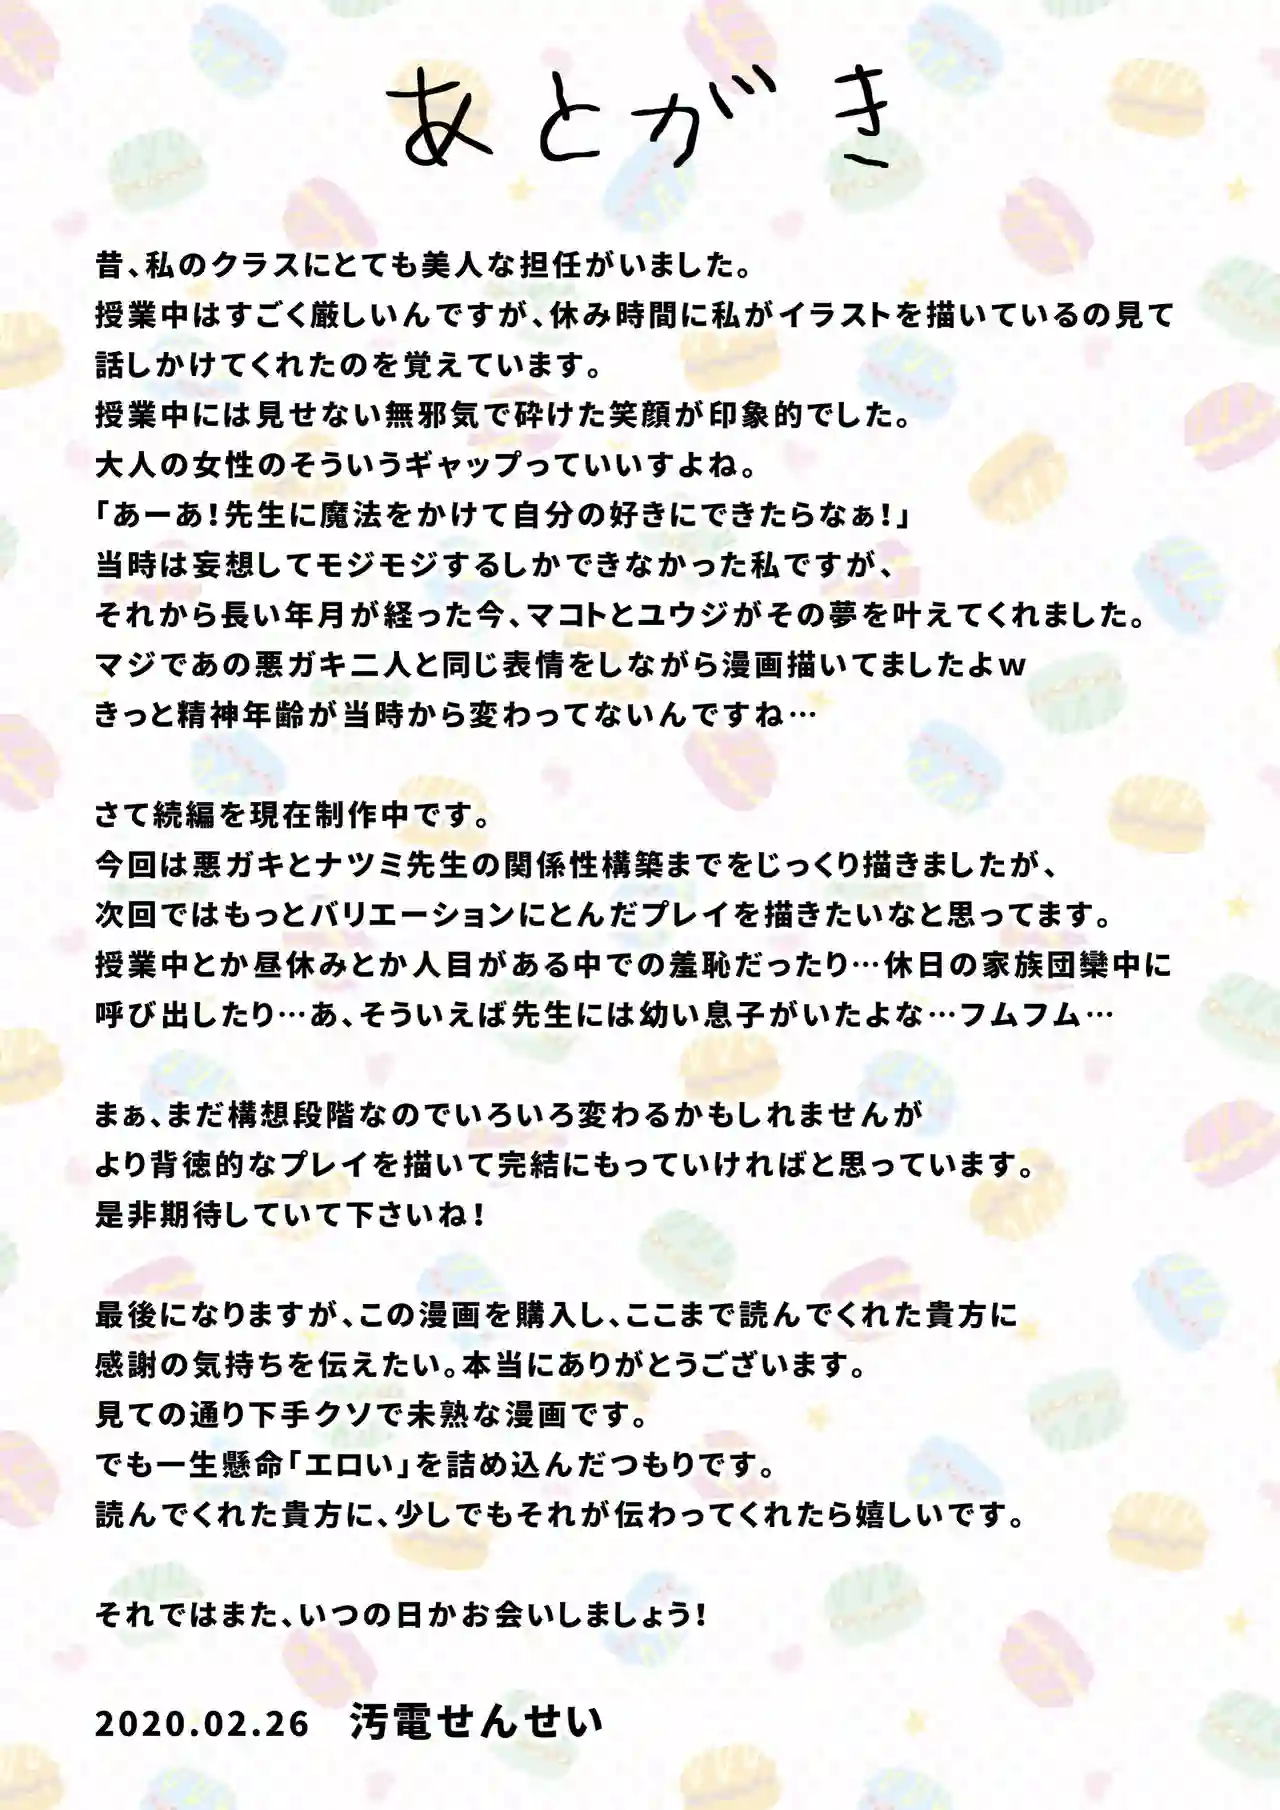 あとがき
昔、私のクラスにとても美人な担任がいました。
授業中はすごく厳しいんですが、休み時間に私がイラストを描いているの見て
話しかけてくれたのを覚えています。
授業中には見せない無邪気で砕けた笑顔が印象的でした。
大人の女性のそういうギャップっていいすよね。
「あーあ！先生に魔法をかけて自分の好きにできたらなぁ！」
当時は妄想してモジモジするしかできなかった私ですが、
それから長い年月が経った今、マコトとユウジがその夢を叶えてくれました。
マジであの悪ガキ二人と同じ表情をしながら漫画描いてましたよｗ
きっと精神年齢が当時から変わってないんですね…
さて続編を現在制作中です。
今回は悪ガキとナツミ先生の関係性構築までをじっくり描きましたが、
次回ではもっとバリエーションにとんだプレイを描きたいなと思ってます。
授業中とか昼休みとか人目がある中での羞恥だったり…休日の家族団欒中に
呼び出したり…あ、そういえば先生には幼い息子がいたよな…フムフム…
まぁ、まだ構想段階なのでいろいろ変わるかもしれませんが
より背徳的なプレイを描いて完結にもっていければと思っています。
是非期待していて下さいね！
最後になりますが、この漫画を購入し、ここまで読んでくれた貴方に
感謝の気持ちを伝えたい。本当にありがとうございます。
見ての通り下手クソで未熟な漫画です。
でも一生懸命「エロい」を詰め込んだつもりです。
読んでくれた貴方に、少しでもそれが伝わってくれたら嬉しいです。
それではまた、いつの日かお会いしましょう！
2020.02.26　汚電せんせい